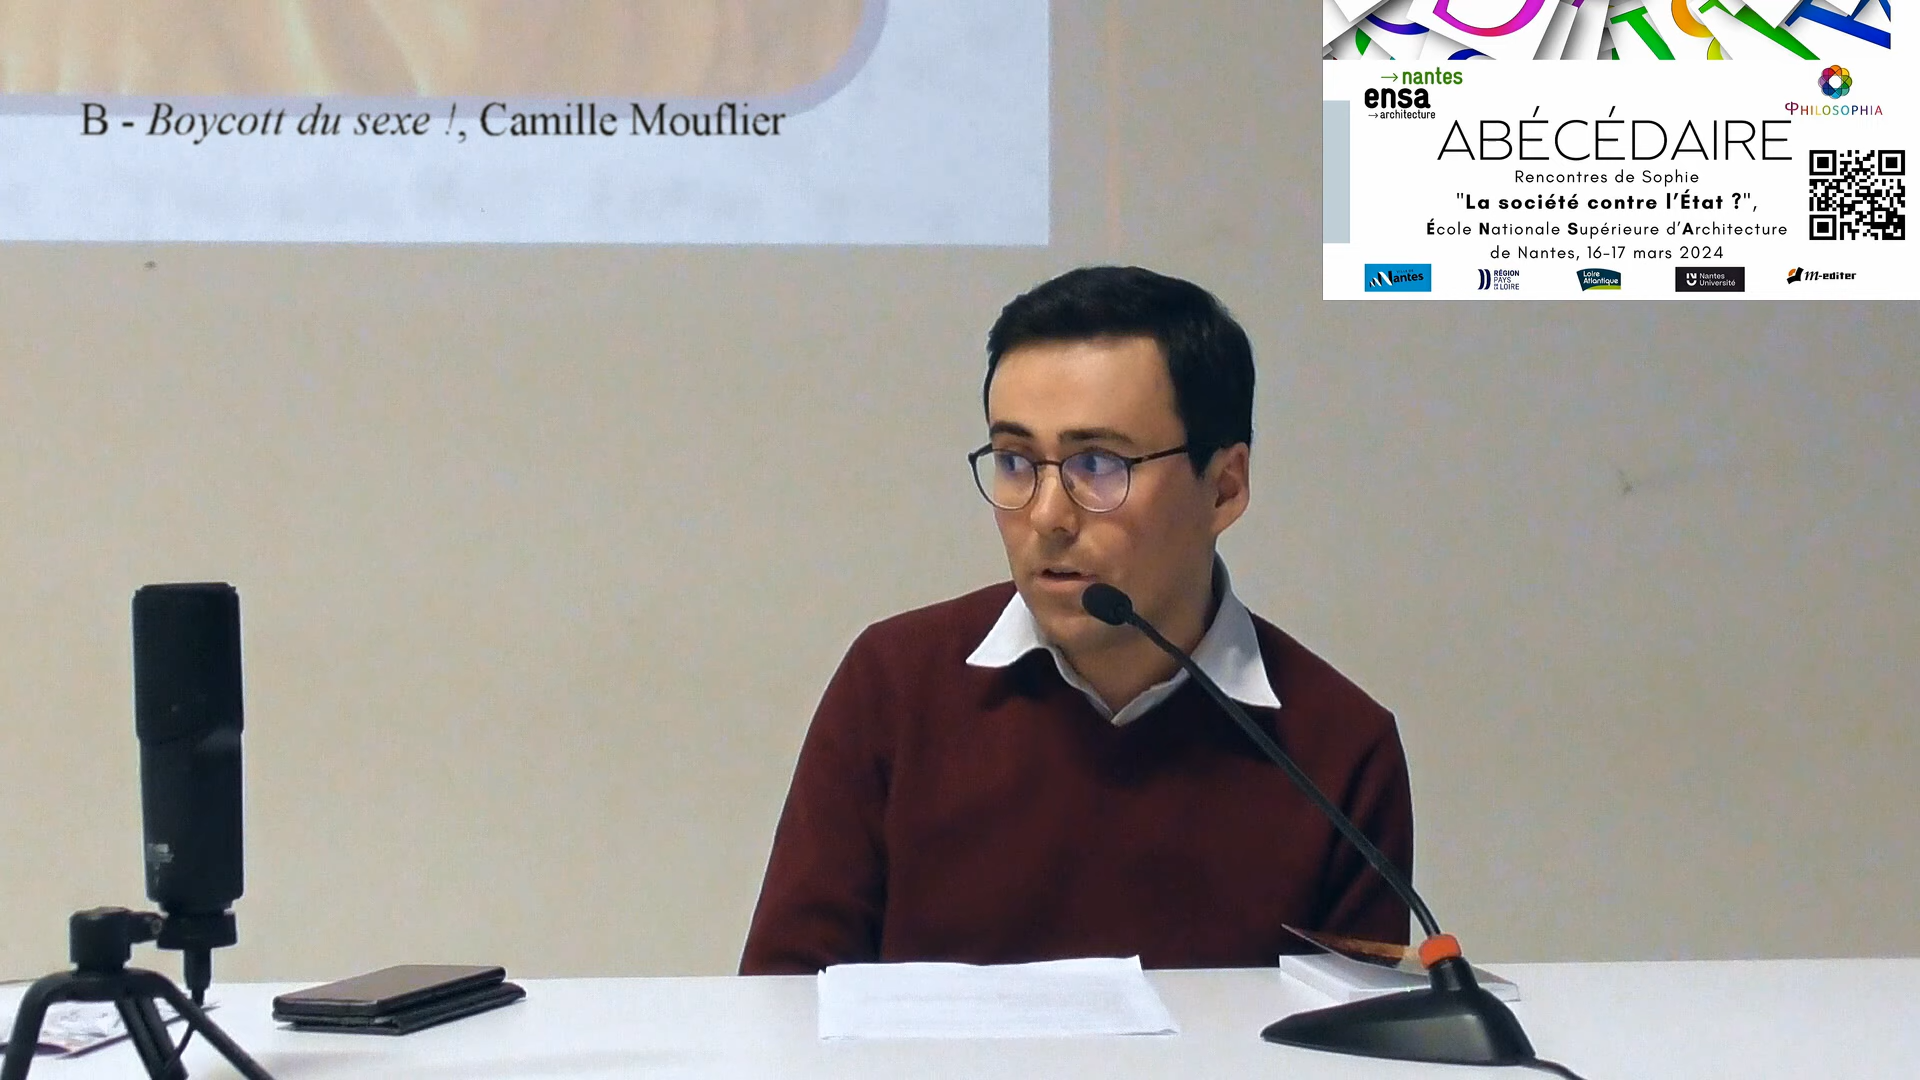 B - Boycott du sexe !, Camille Mouflier
→nantes
ensa
→architecture
PHILOSOPHIA
ABÉCÉDAIRE
Rencontres de Sophie
"La société contre l'État ?",
École Nationale Supérieure d'Architecture
de Nantes, 16-17 mars 2024
Nantes
RÉGION
PAYS
DE LA
LOIRE
Loire
Atlantique
Nantes
Université
m-editer